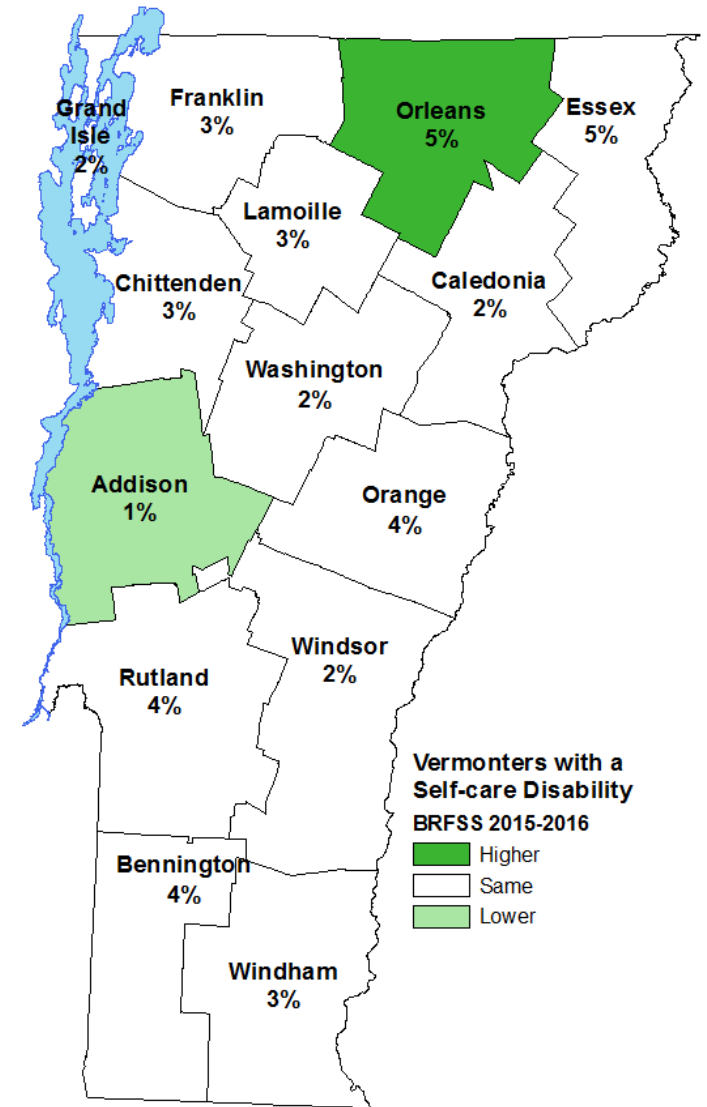 Grand
Isle
2%
Franklin
3%
Orleans
5%
Essex
5%
Lamoille
3%
Chittenden
3%
Caledonia
2%
Washington
2%
Addison
1%
Orange
4%
Windsor
2%
Rutland
4%
Vermonters with a
Self-care Disability
BRFSS 2015-2016
Higher
Same
Lower
Bennington
4%
Windham
3%